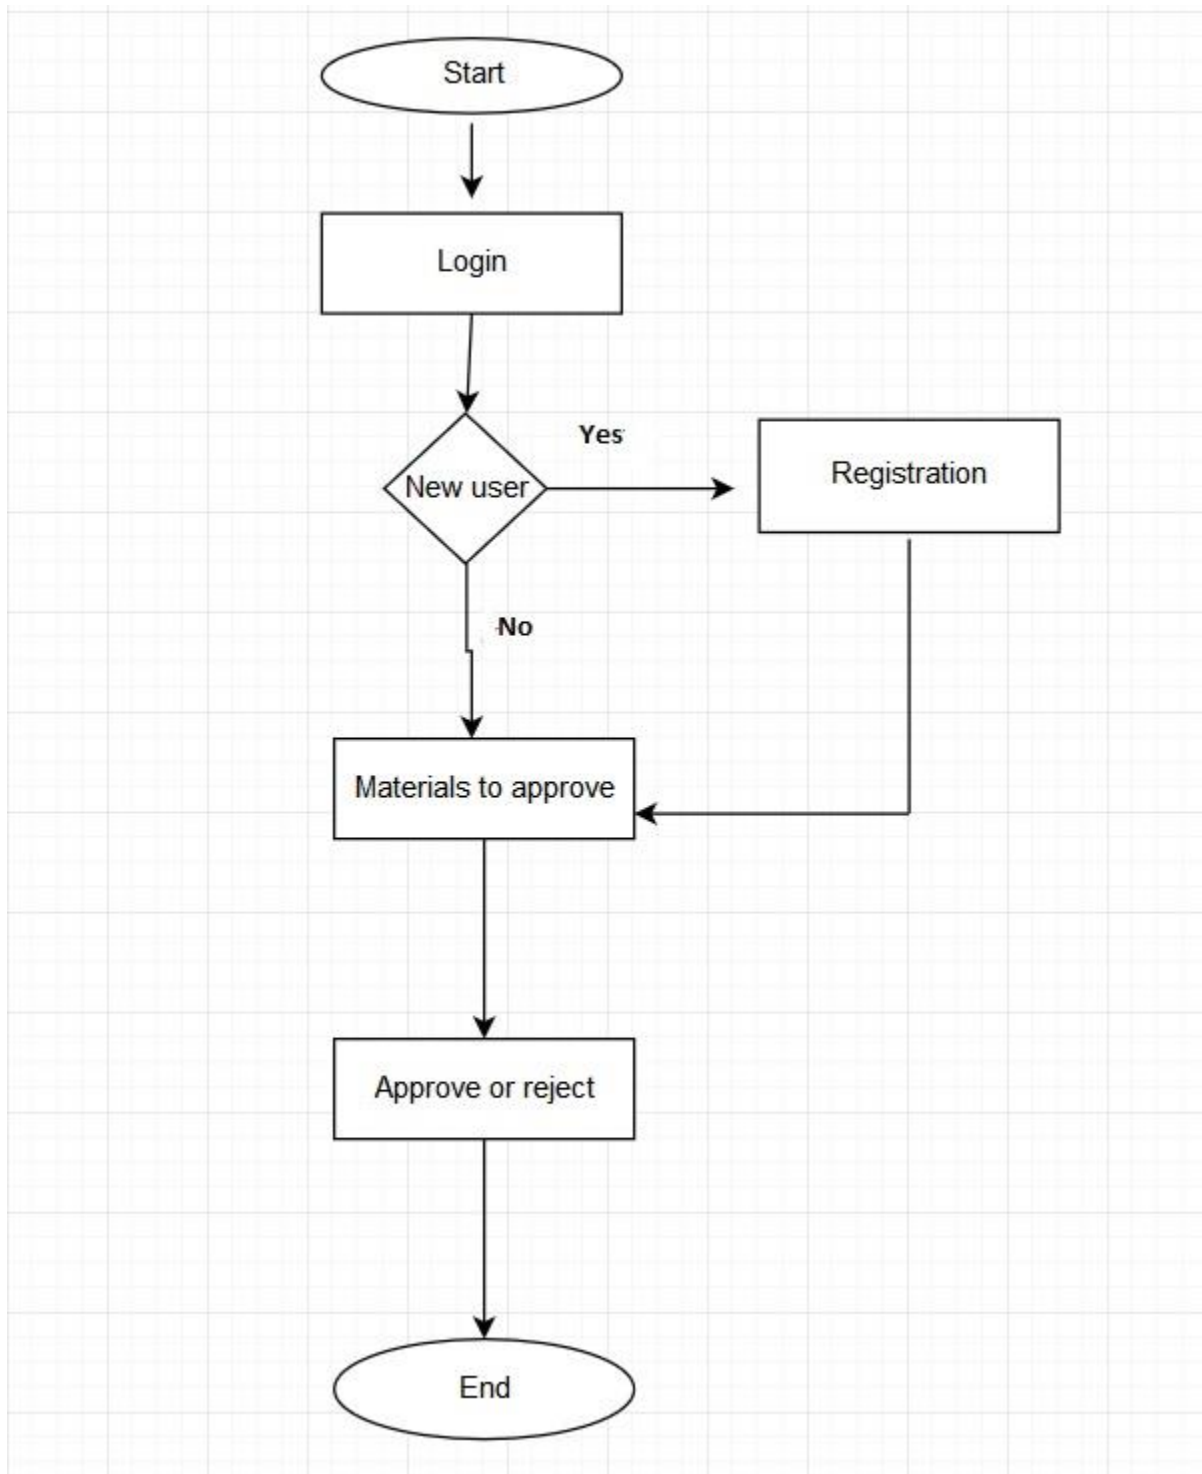 Start
Login
New user
Yes
Registration
No
Materials to approve
Approve or reject
End